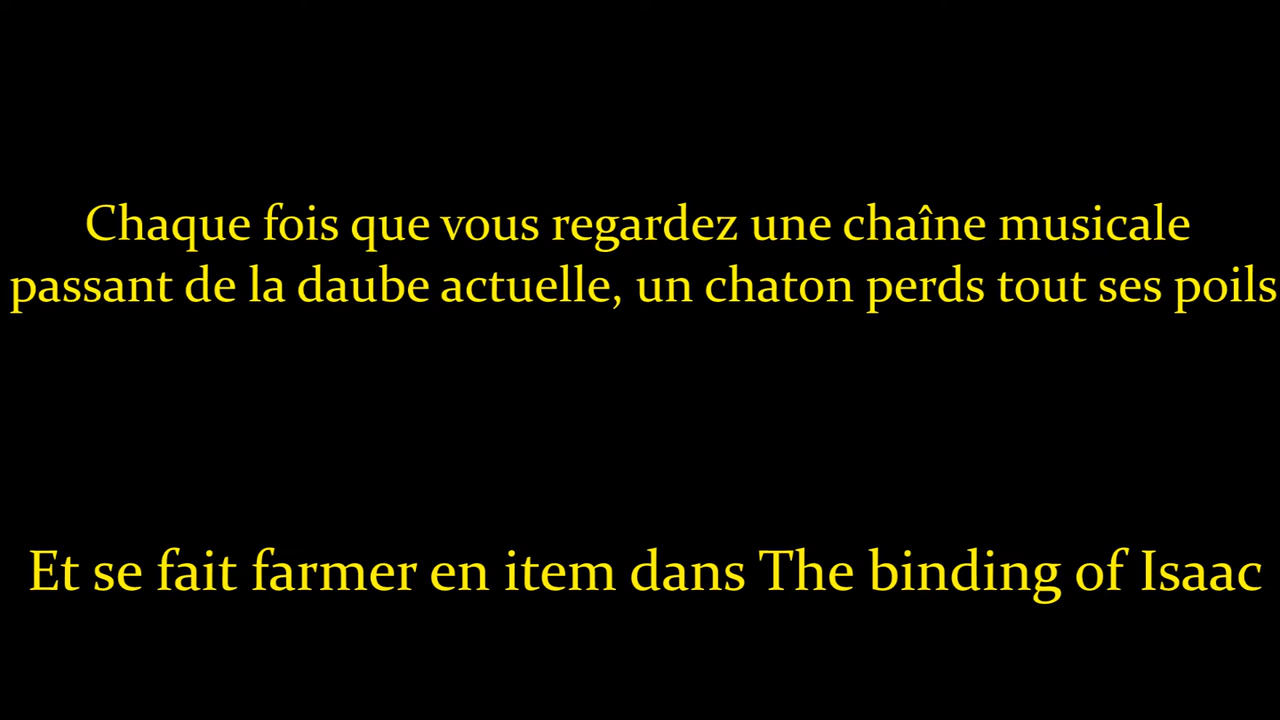 Chaque fois que vous regardez une chaîne musicale
passant de la daube actuelle, un chaton perds tout ses poils
Et se fait farmer en item dans The binding of Isaac